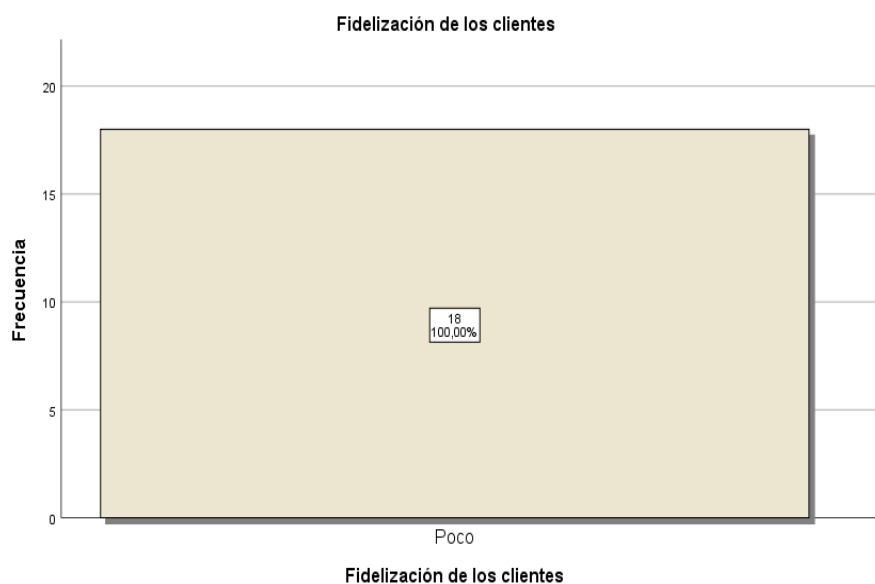 Fidelización de los clientes
20
15
10
5
0
Frecuencia
18
100,00%
Poco
Fidelización de los clientes